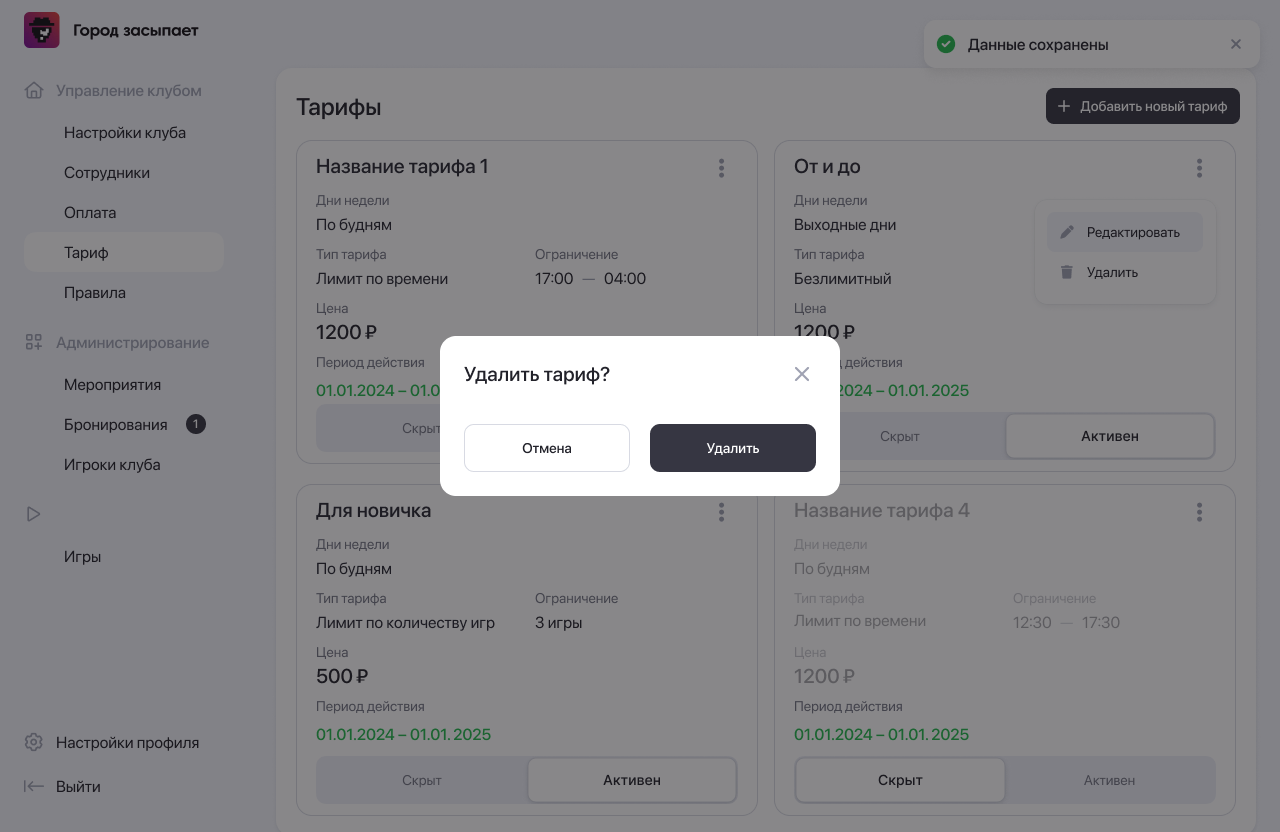 Город засыпает
Данные сохранены
Управление клубом
Настройки клуба
Сотрудники
Оплата
Тариф
Правила
Администрирование
Мероприятия
Бронирования 1
Игроки клуба
Игры
Настройки профиля
Выйти
Тарифы
Добавить новый тариф
Название тарифа 1
Дни недели
По будням
Тип тарифа Ограничение
Лимит по времени 17:00 — 04:00
Цена
1200 ₽
Период действия
01.01.2024 – 01.0
Скрыт
От и до
Дни недели
Выходные дни
Тип тарифа
Безлимитный
Цена
1200 ₽
действия
2024 – 01.01. 2025
Скрыт Активен
Редактировать
Удалить
Удалить тариф?
Отмена Удалить
Для новичка
Дни недели
По будням
Тип тарифа Ограничение
Лимит по количеству игр 3 игры
Цена
500 ₽
Период действия
01.01.2024 – 01.01. 2025
Скрыт Активен
Название тарифа 4
Дни недели
По будням
Тип тарифа Ограничение
Лимит по времени 12:30 — 17:30
Цена
1200 ₽
Период действия
01.01.2024 – 01.01. 2025
Скрыт Активен